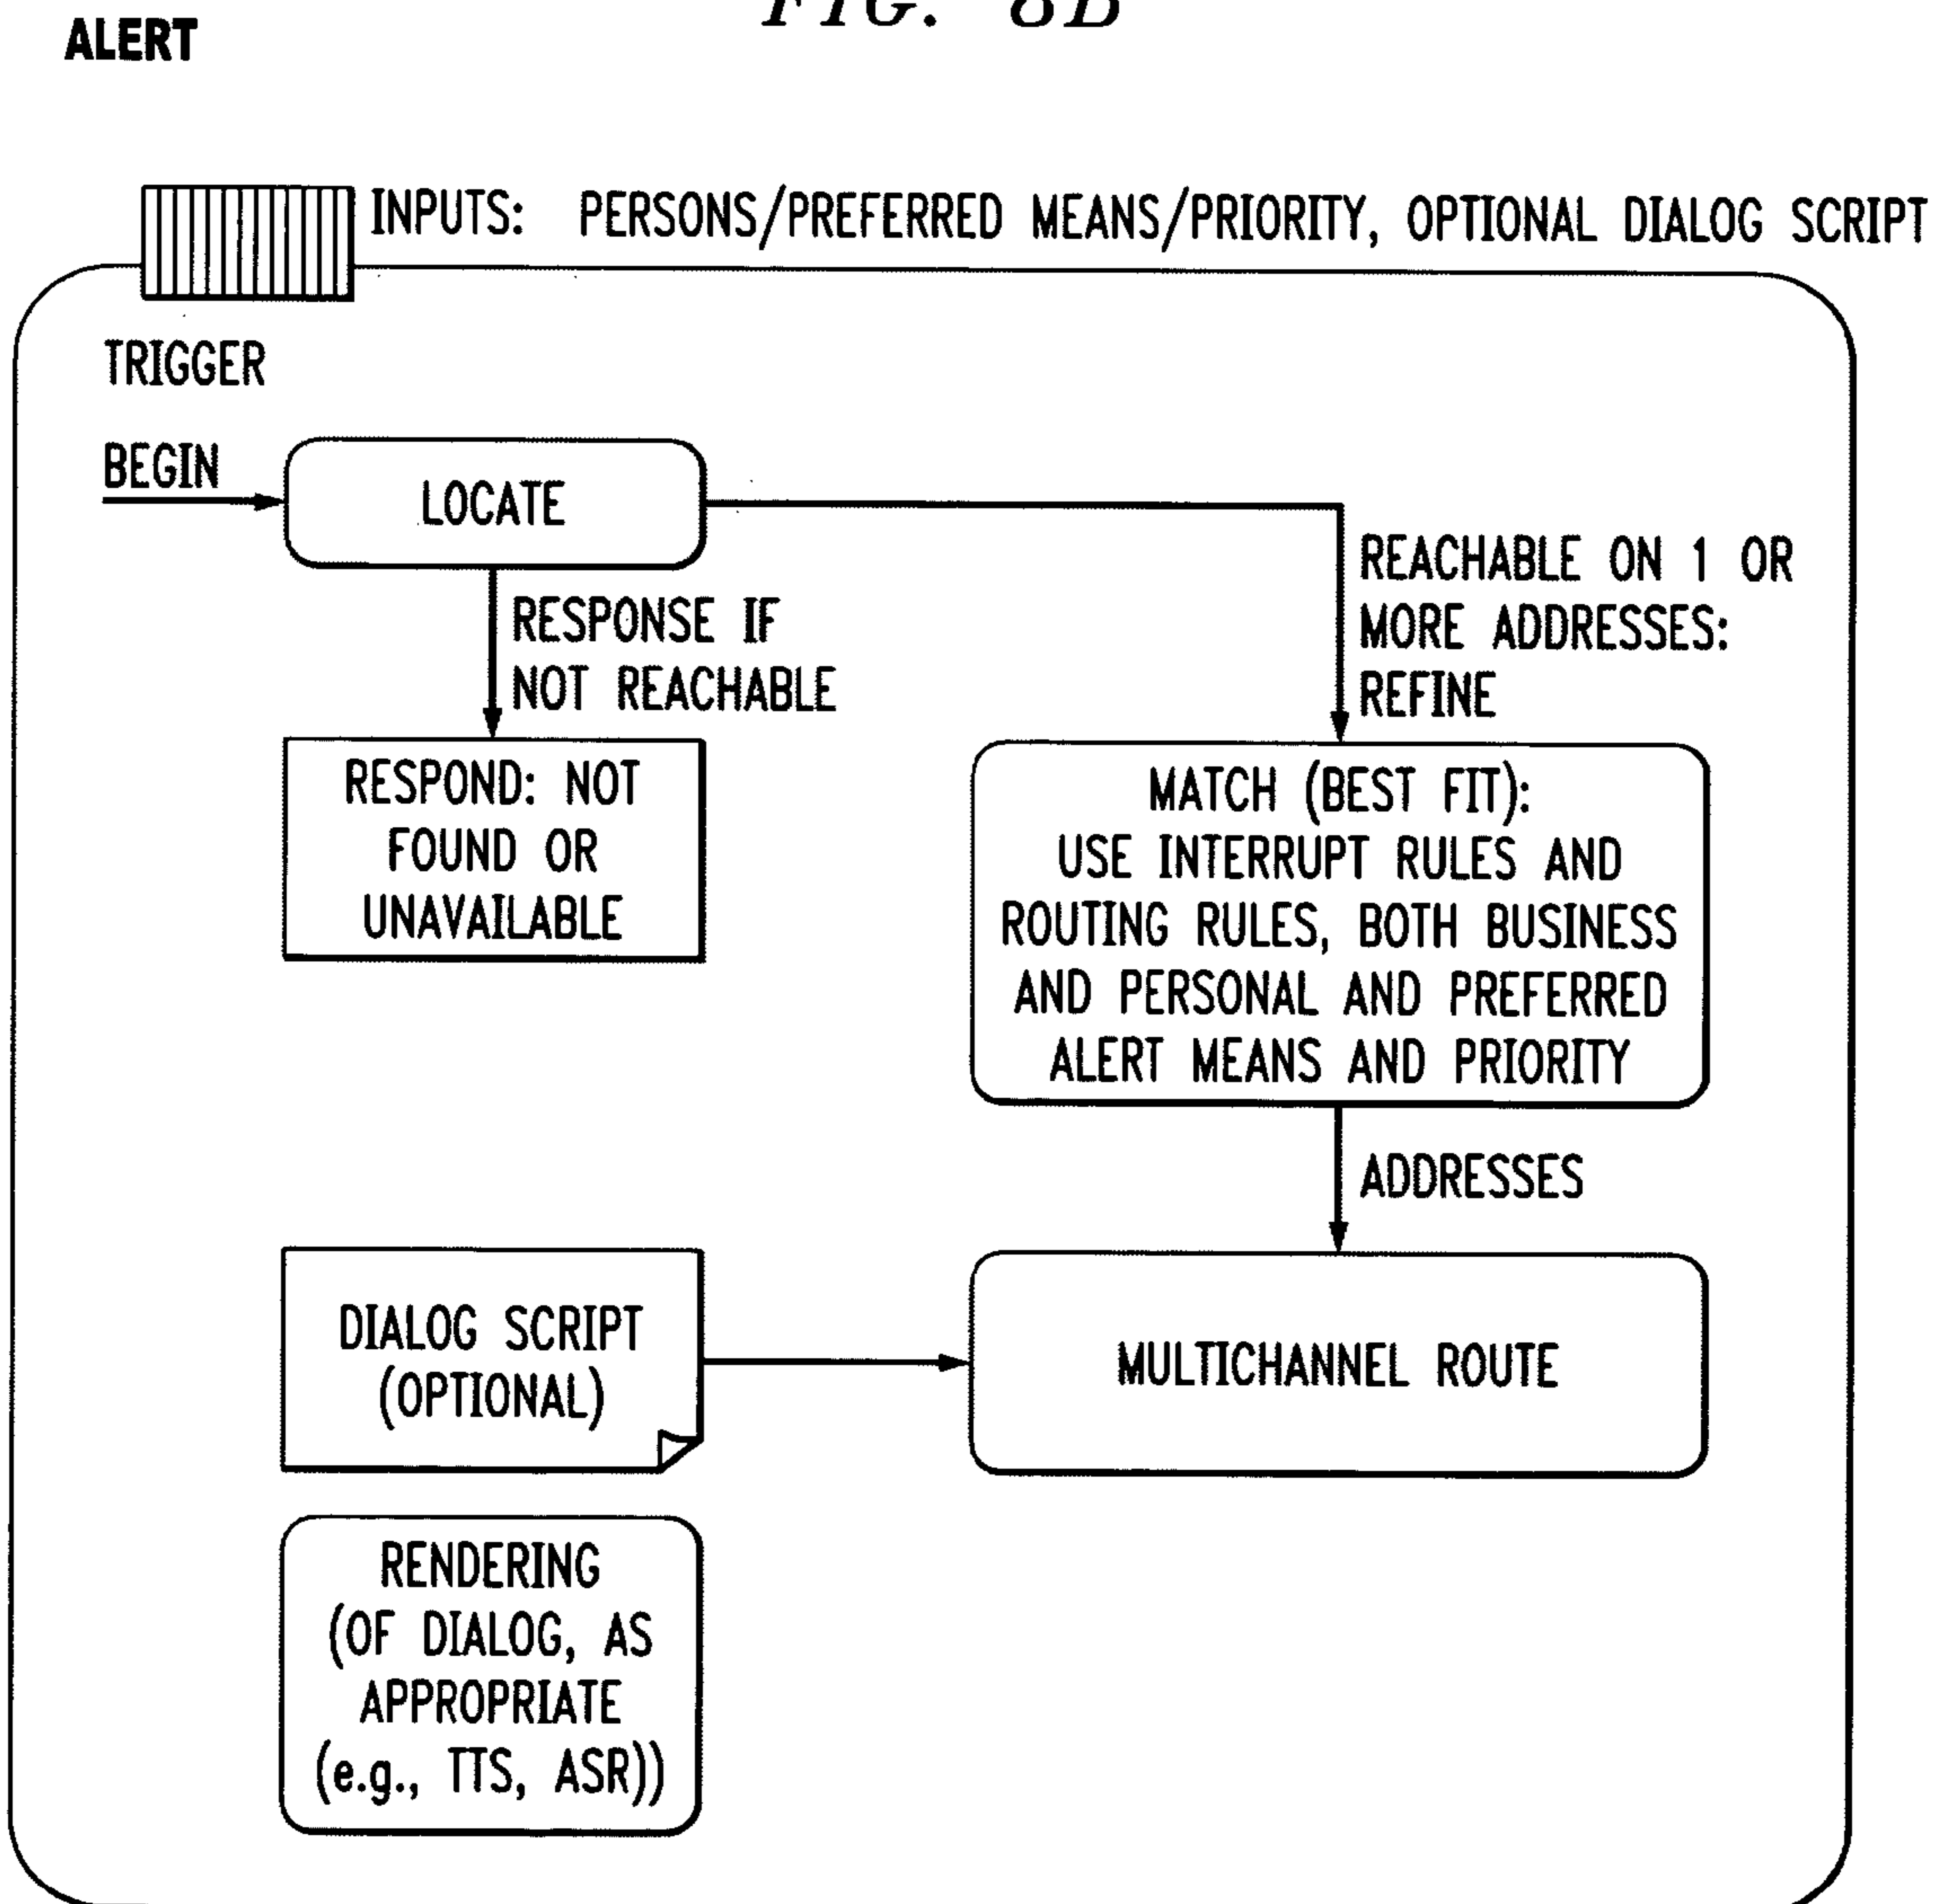 FIG. 8B
ALERT
INPUTS: PERSONS/PREFERRED MEANS/PRIORITY, OPTIONAL DIALOG SCRIPT
TRIGGER
BEGIN
LOCATE
REACHABLE ON 1 OR
MORE ADDRESSES:
REFINE
RESPONSE IF
NOT REACHABLE
RESPOND: NOT
FOUND OR
UNAVAILABLE
MATCH (BEST FIT):
USE INTERRUPT RULES AND
ROUTING RULES, BOTH BUSINESS
AND PERSONAL AND PREFERRED
ALERT MEANS AND PRIORITY
ADDRESSES
DIALOG SCRIPT
(OPTIONAL)
MULTICHANNEL ROUTE
RENDERING
(OF DIALOG, AS
APPROPRIATE
(e.g., TTS, ASR))